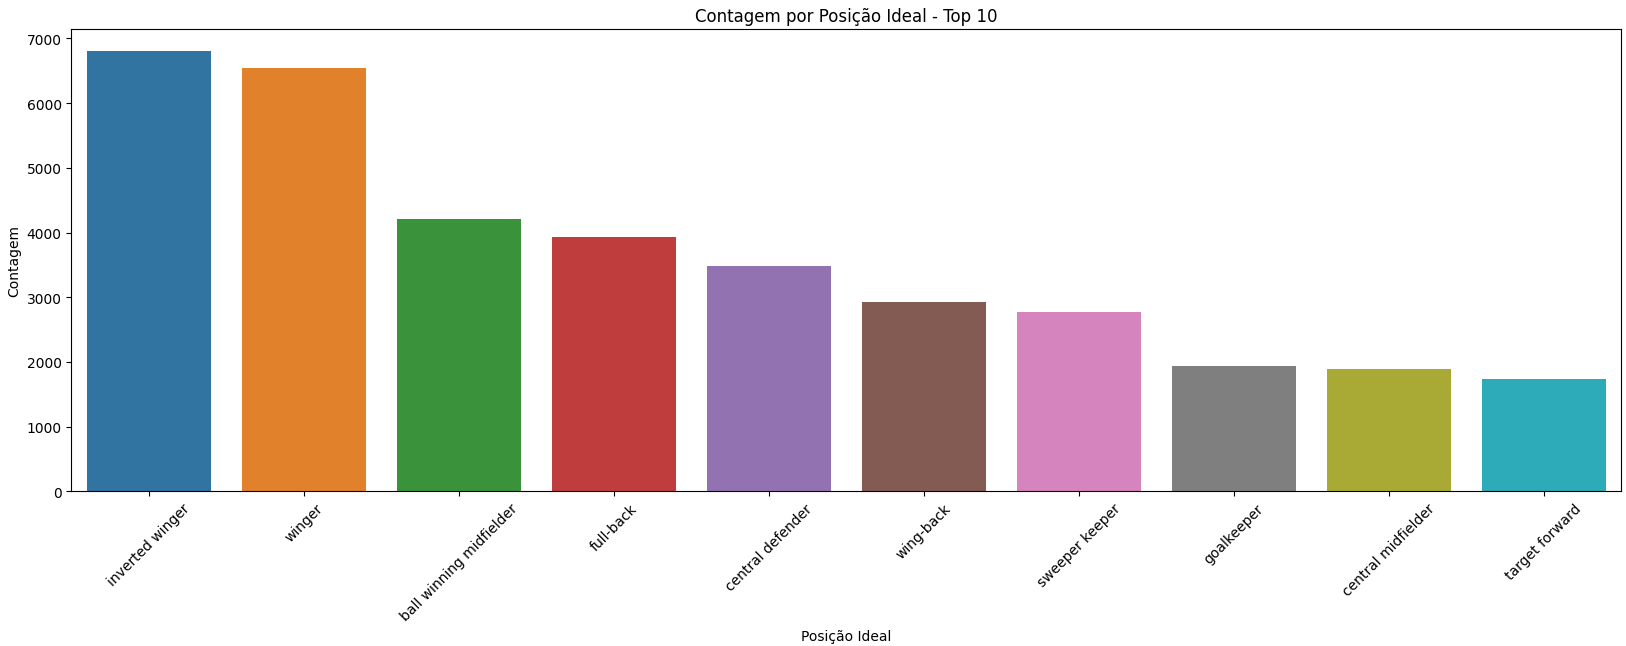 Contagem por Posição Ideal - Top 10
7000
6000
5000
4000
3000
2000
1000
0
Contagem
inverted winger
winger
ball winning midfielder
full-back
central defender
wing-back
sweeper keeper
goalkeeper
central midfielder
target forward
Posição Ideal